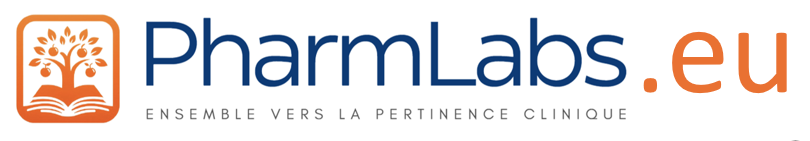 PharmLabs.eu
ENSEMBLE VERS LA PERTINENCE CLINIQUE